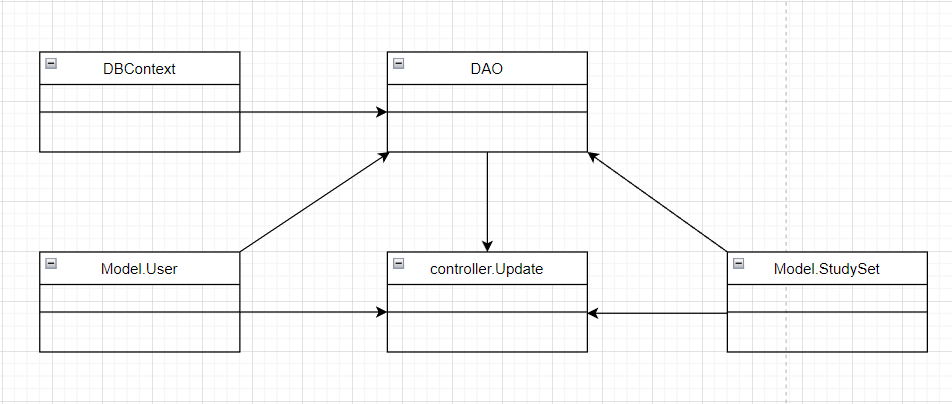 DBContext
DAO
Model.User
controller.Update
Model.StudySet